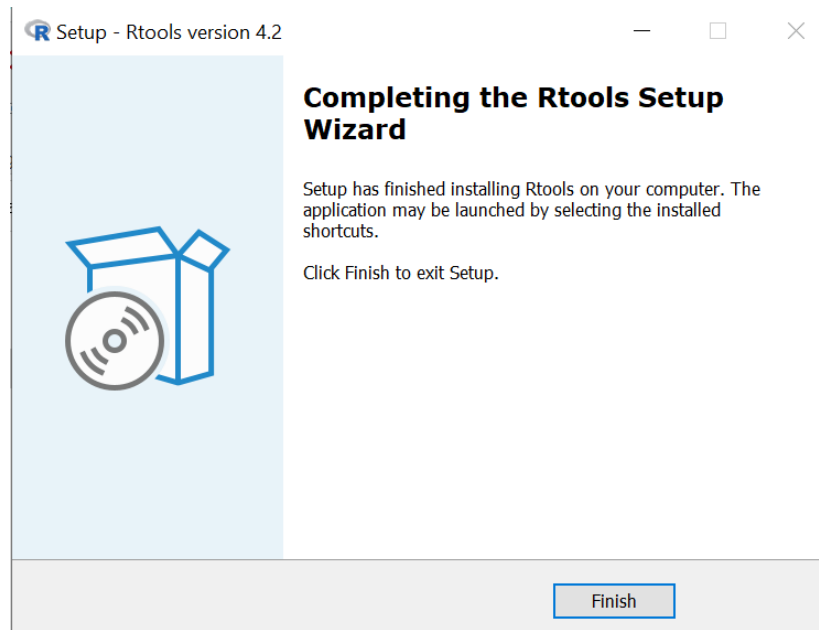 R Setup - Rtools version 4.2
Completing the Rtools Setup
Wizard
Setup has finished installing Rtools on your computer. The
application may be launched by selecting the installed
shortcuts.
Click Finish to exit Setup.
Finish